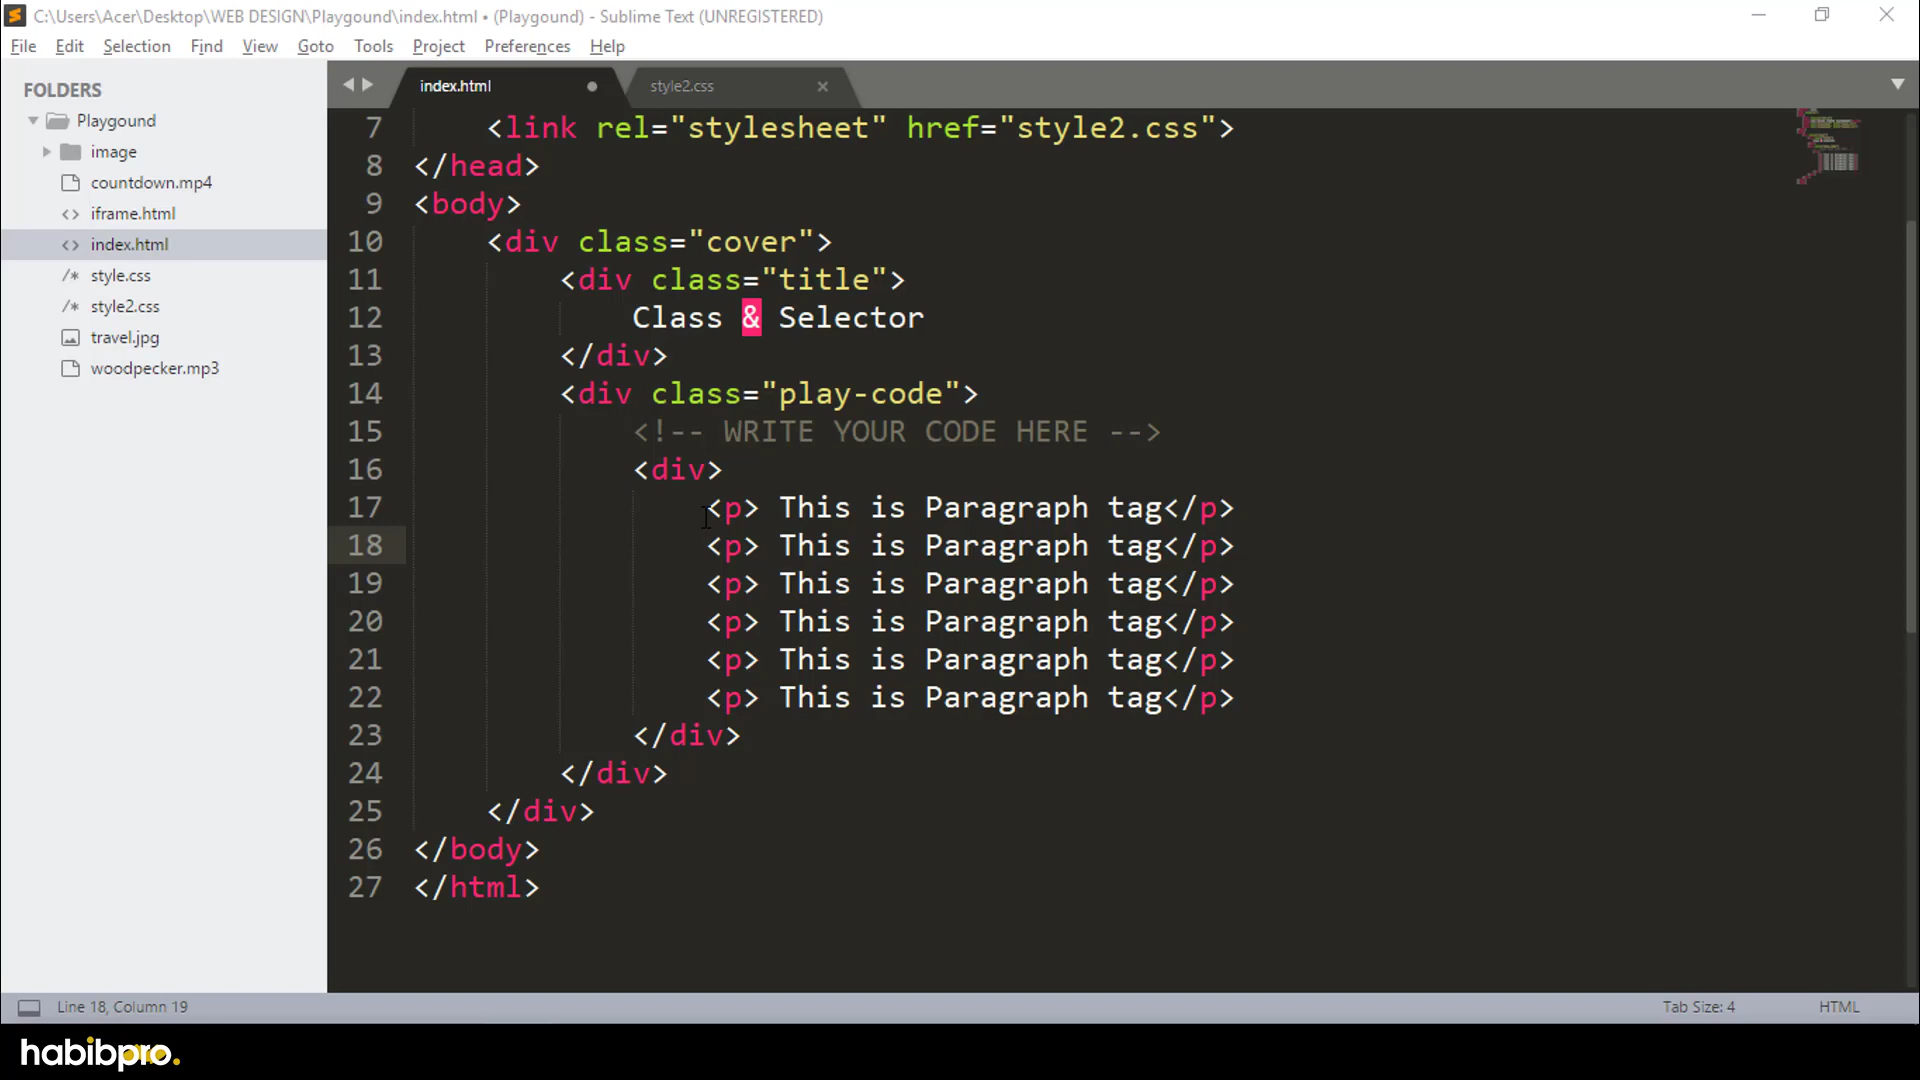 C:\Users\Acer\Desktop\WEB DESIGN\Playgound\index.html • (Playgound) - Sublime Text (UNREGISTERED)
File Edit Selection Find View Goto Tools Project Preferences Help
FOLDERS
Playgound
image
countdown.mp4
iframe.html
index.html
style.css
style2.css
travel.jpg
woodpecker.mp3
index.html style2.css
7 <link rel="stylesheet" href="style2.css">
8 </head>
9 <body>
10 <div class="cover">
11 <div class="title">
12 Class & Selector
13 </div>
14 <div class="play-code">
15 <!-- WRITE YOUR CODE HERE -->
16 <div>
17 <p> This is Paragraph tag</p>
18 <p> This is Paragraph tag</p>
19 <p> This is Paragraph tag</p>
20 <p> This is Paragraph tag</p>
21 <p> This is Paragraph tag</p>
22 <p> This is Paragraph tag</p>
23 </div>
24 </div>
25 </div>
26 </body>
27 </html>
Line 18, Column 19 Tab Size: 4 HTML
habibpro.